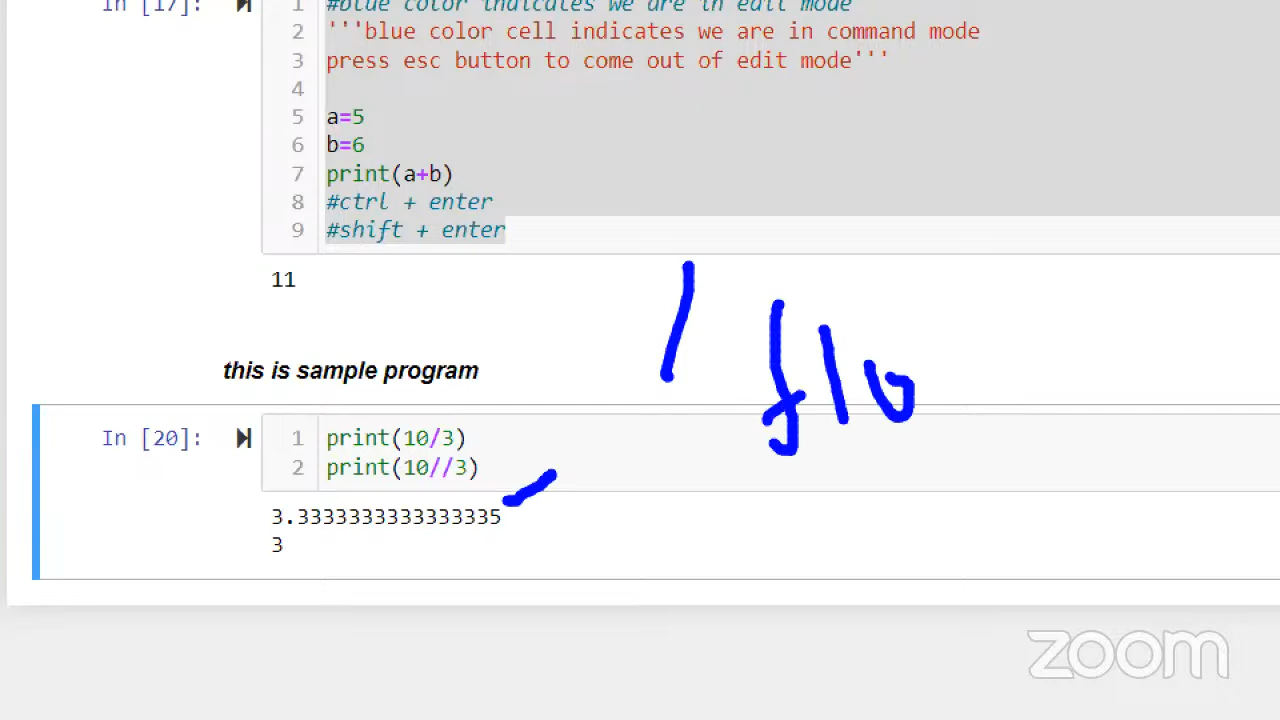 In [17]:
1 #blue color indicates we are in edit mode
2 '''blue color cell indicates we are in command mode
3 press esc button to come out of edit mode'''
4
5 a=5
6 b=6
7 print(a+b)
8 #ctrl + enter
9 #shift + enter
11
/ flo
this is sample program
In [20]:
1 print(10/3)
2 print(10//3)
3.3333333333333335
3
zoom